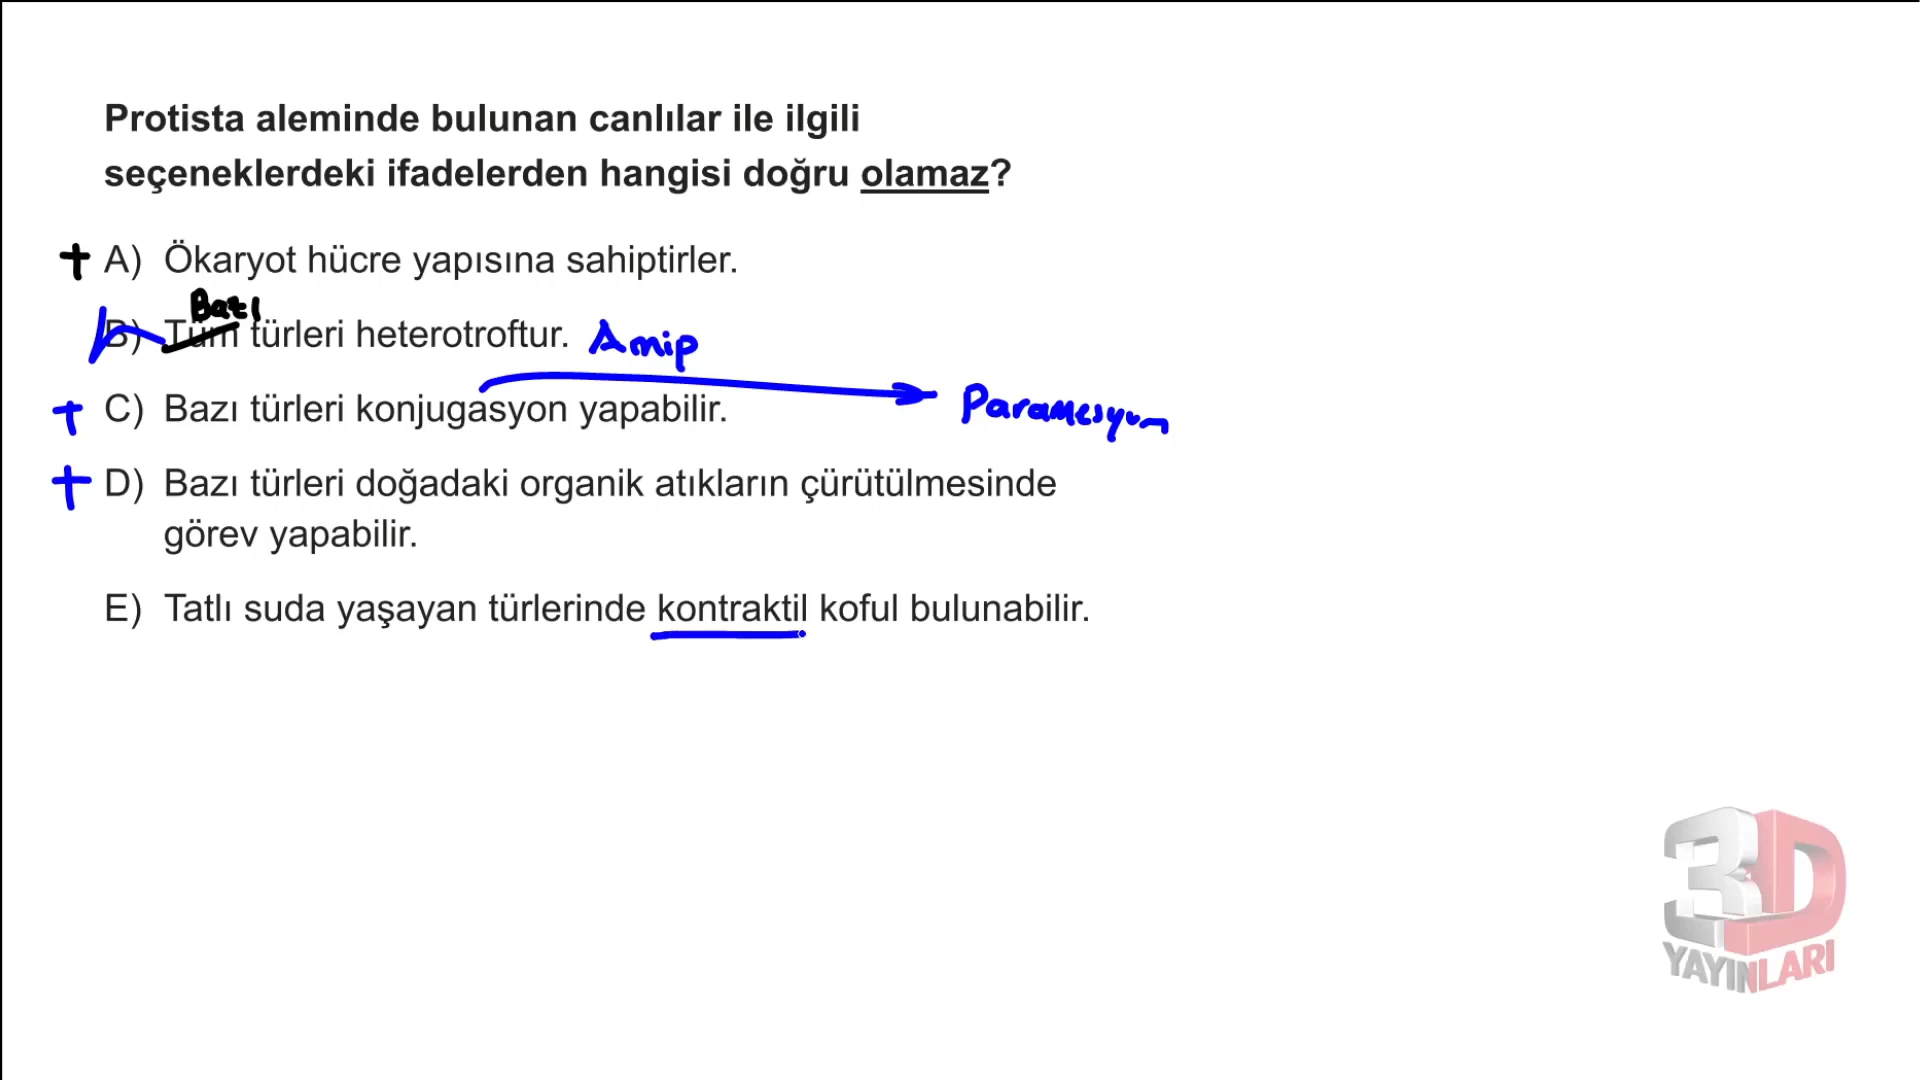 Protista aleminde bulunan canlılar ile ilgili
seçeneklerdeki ifadelerden hangisi doğru olamaz?
+ A) Ökaryot hücre yapısına sahiptirler.
Bazı
B) Tüm türleri heterotroftur. Amip
+ C) Bazı türleri konjugasyon yapabilir. Paramesyum
+ D) Bazı türleri doğadaki organik atıkların çürütülmesinde
görev yapabilir.
E) Tatlı suda yaşayan türlerinde kontraktil koful bulunabilir.
3D
YAYINLARI